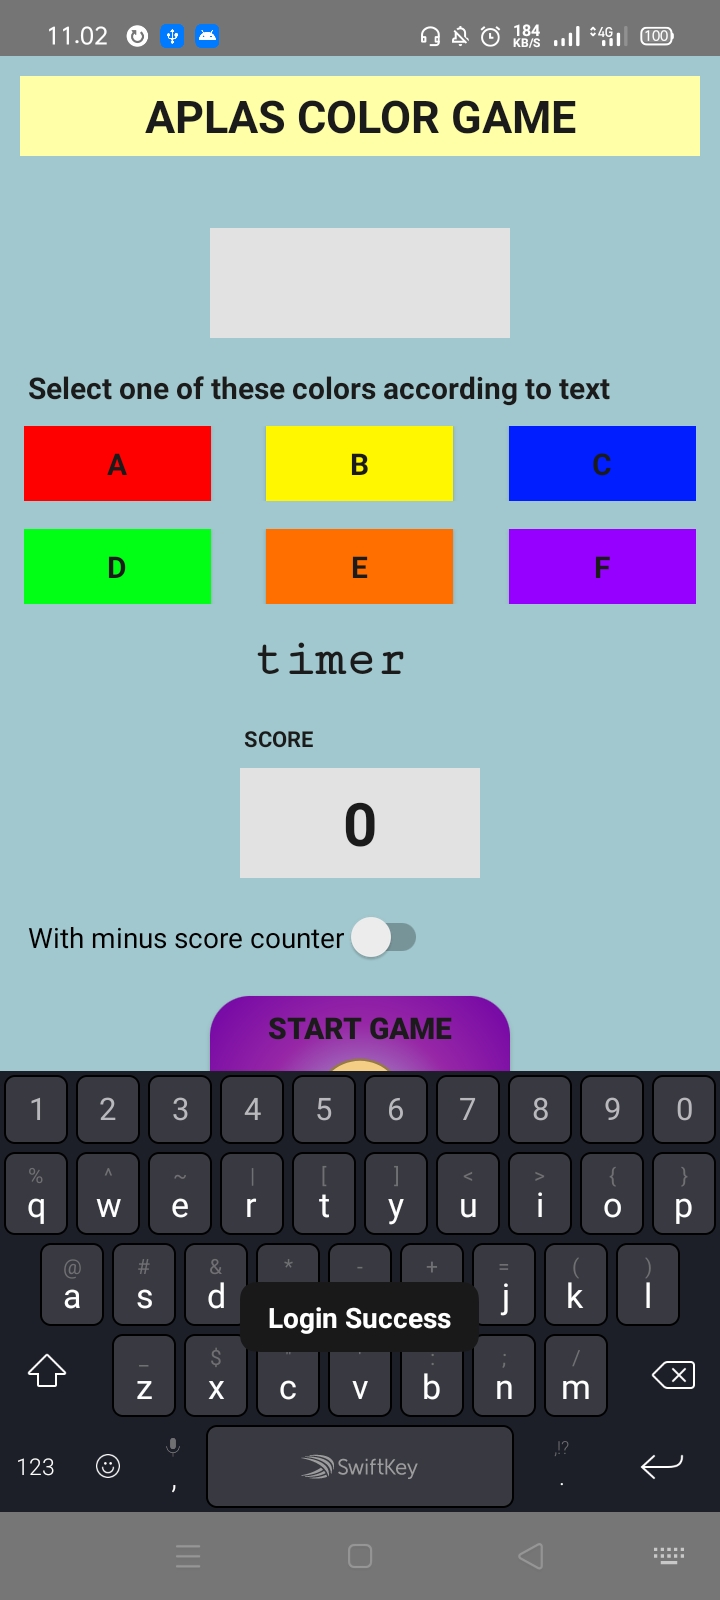 11.02 184 KB/S 4G 100
APLAS COLOR GAME
Select one of these colors according to text
A B C
D E F
timer
SCORE
0
With minus score counter
START GAME
1 2 3 4 5 6 7 8 9 0
% ^ ~ | [ ] < > { }
q w e r t y u i o p
@ # & * - + = ( )
a s d j k l
Login Success
_ $ " ' : ; /
z x c v b n m
123 , SwiftKey ,!? .